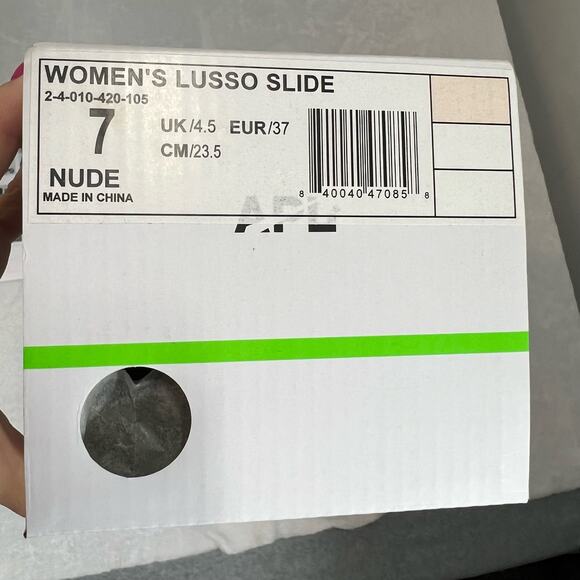 WOMEN'S LUSSO SLIDE
2-4-010-420-105
7
UK/4.5 EUR/37
CM/23.5
NUDE
MADE IN CHINA
8 40040 47085 8
APL